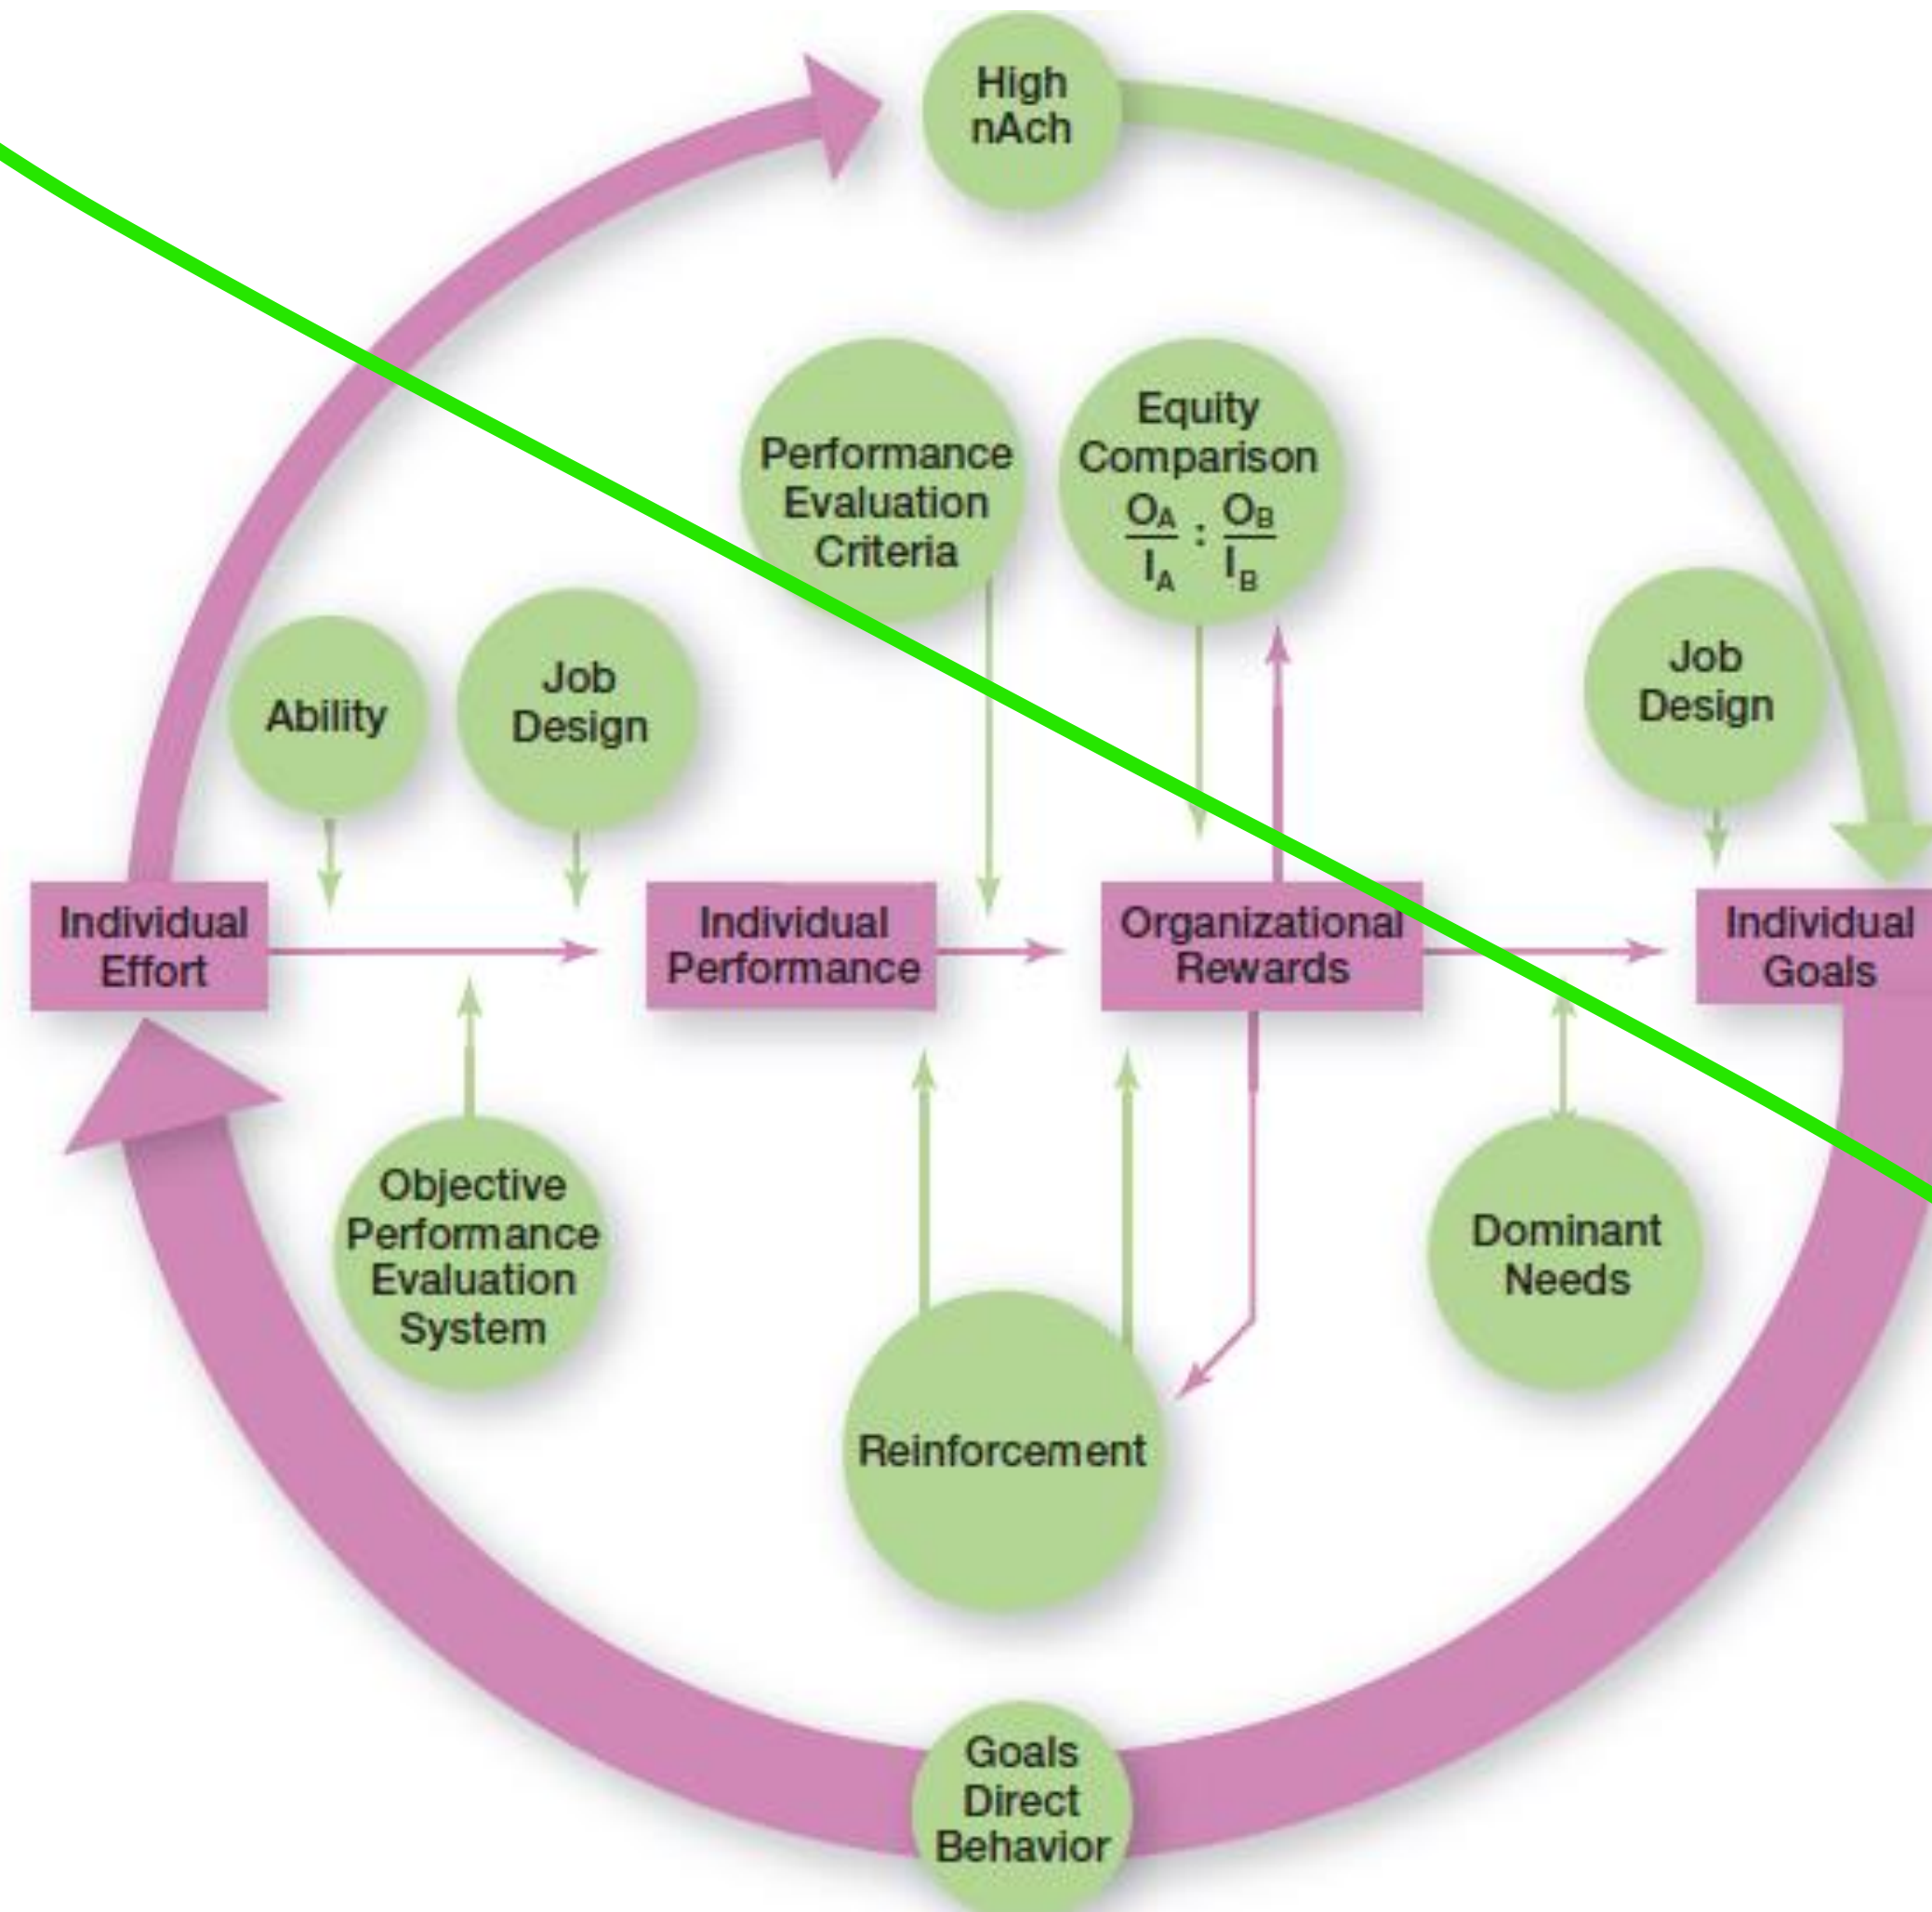 High
nAch
Performance
Evaluation
Criteria
Equity
Comparison
OA : OB
IA IB
Ability
Job
Design
Job
Design
Individual
Effort
Individual
Performance
Organizational
Rewards
Individual
Goals
Objective
Performance
Evaluation
System
Dominant
Needs
Reinforcement
Goals
Direct
Behavior